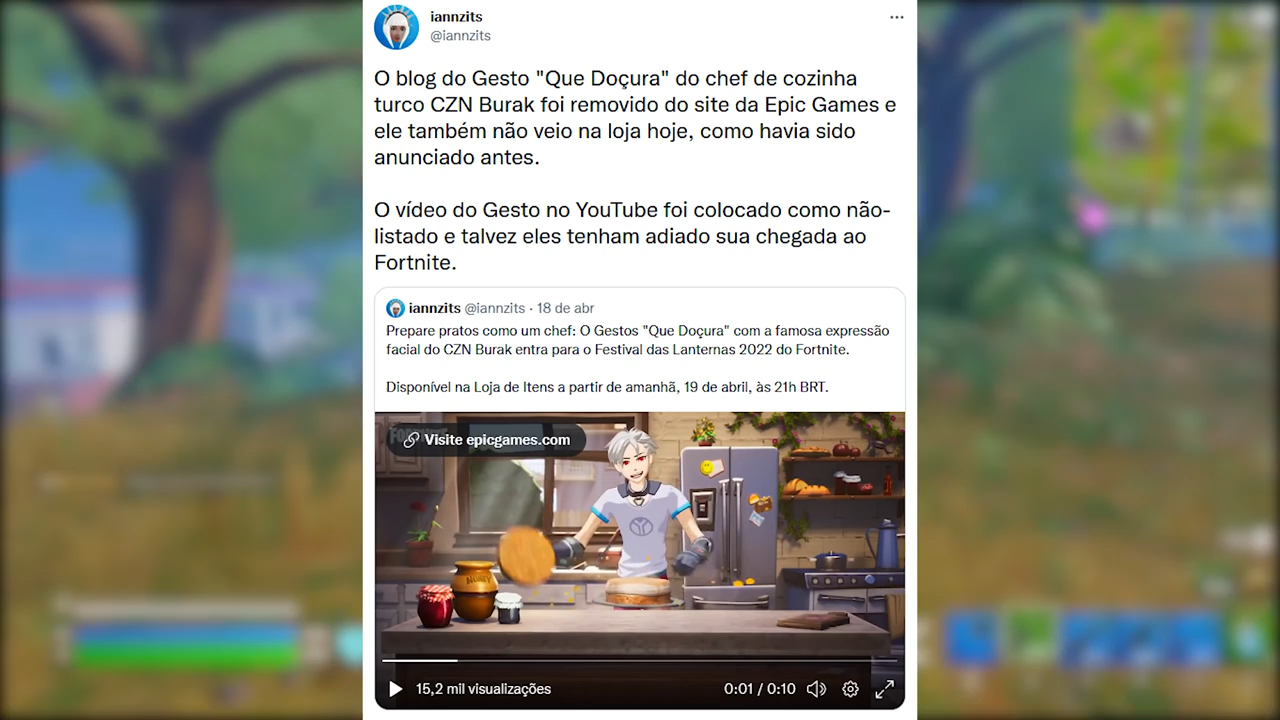 iannzits
@iannzits
O blog do Gesto "Que Doçura" do chef de cozinha
turco CZN Burak foi removido do site da Epic Games e
ele também não veio na loja hoje, como havia sido
anunciado antes.
O vídeo do Gesto no YouTube foi colocado como não-
listado e talvez eles tenham adiado sua chegada ao
Fortnite.
iannzits @iannzits · 18 de abr
Prepare pratos como um chef: O Gestos "Que Doçura" com a famosa expressão
facial do CZN Burak entra para o Festival das Lanternas 2022 do Fortnite.
Disponível na Loja de Itens a partir de amanhã, 19 de abril, às 21h BRT.
Visite epicgames.com
HONEY
15,2 mil visualizações
0:01 / 0:10